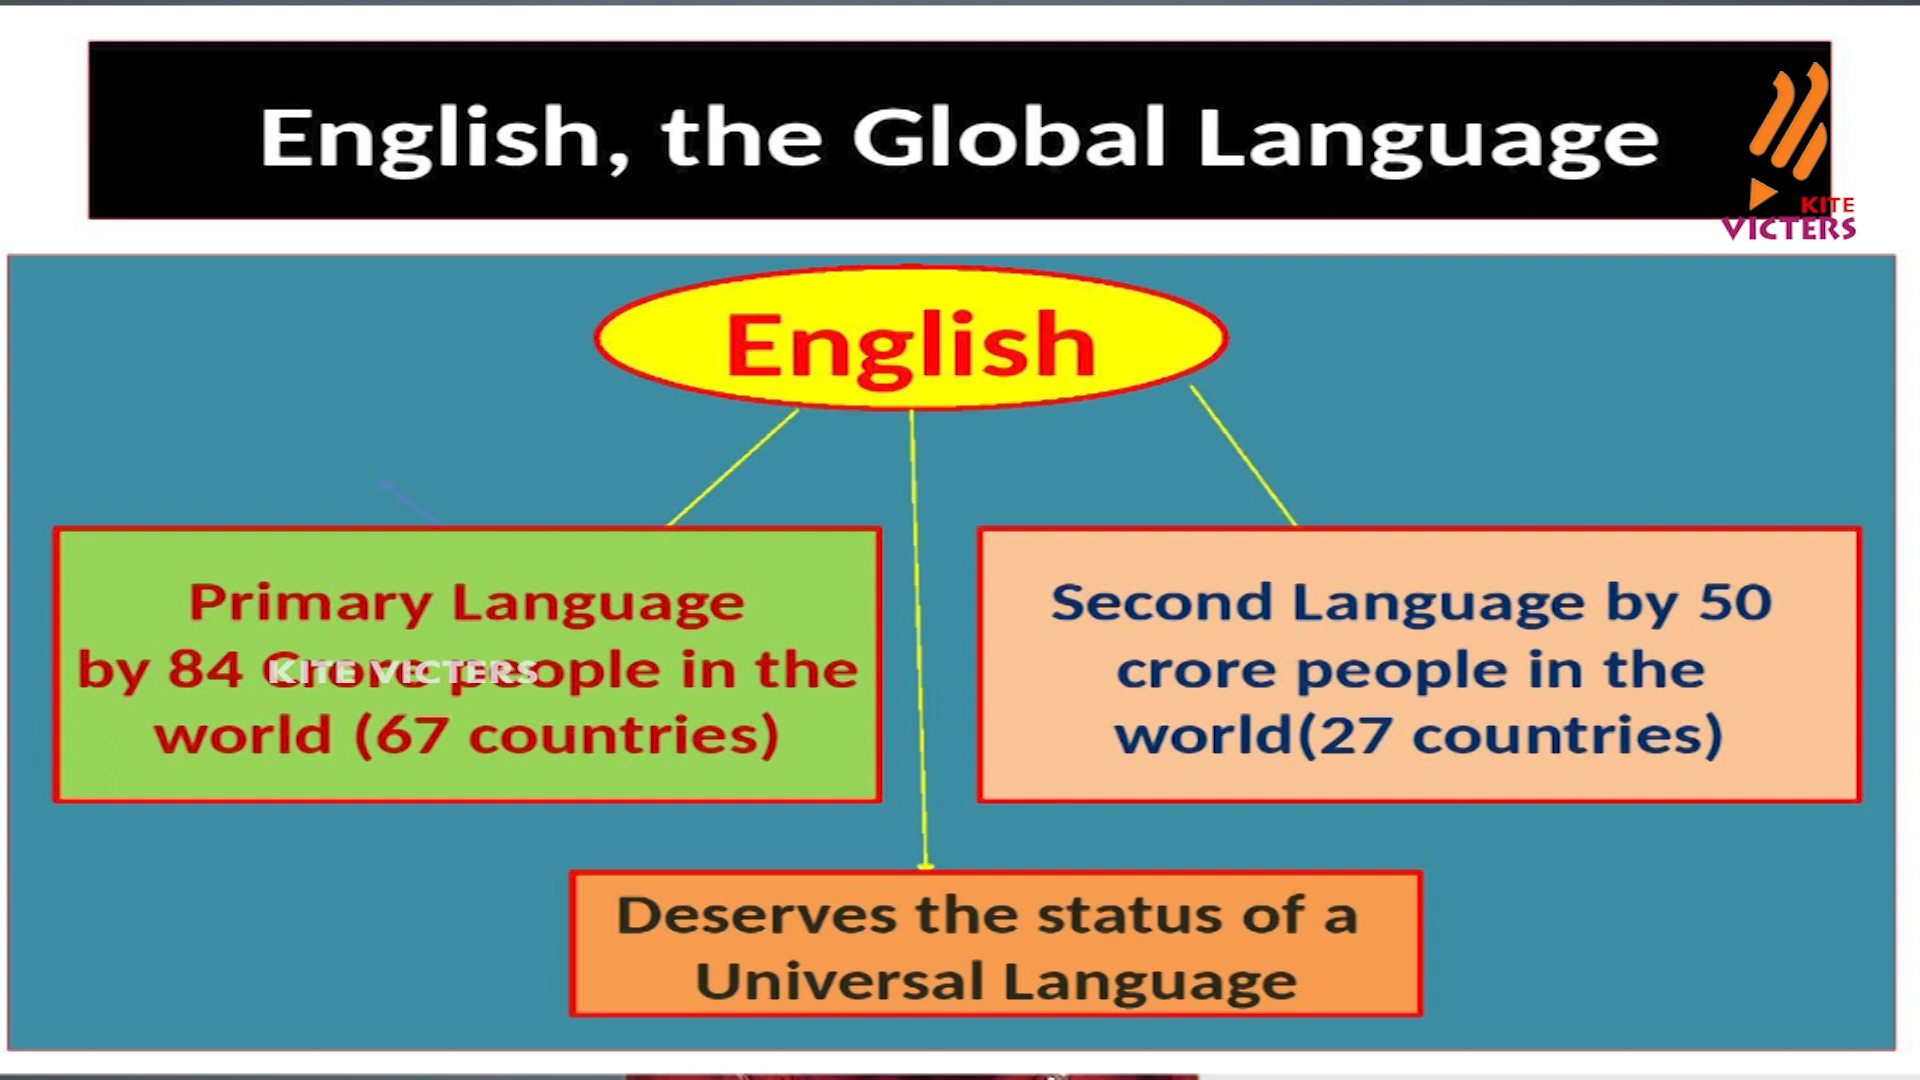 English, the Global Language
KITE
VICTERS
English
Primary Language
by 84 Crore people in the
world (67 countries)
KITE VICTERS
Second Language by 50
crore people in the
world(27 countries)
Deserves the status of a
Universal Language